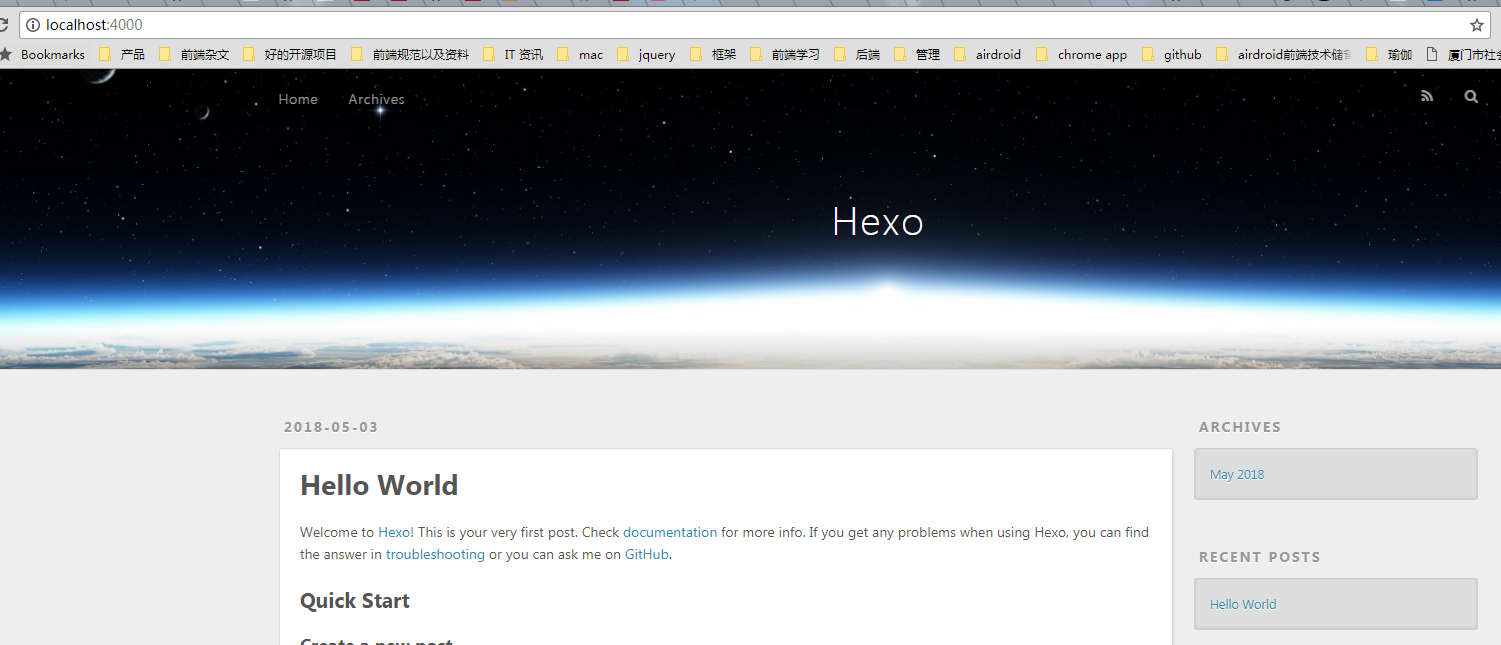 localhost:4000
Bookmarks 产品 前端杂文 好的开源项目 前端规范以及资料 IT 资讯 mac jquery 框架 前端学习 后端 管理 airdroid chrome app github airdroid前端技术储 瑜伽 厦门市社
Home Archives
Hexo
2018-05-03
Hello World
Welcome to Hexo! This is your very first post. Check documentation for more info. If you get any problems when using Hexo, you can find
the answer in troubleshooting or you can ask me on GitHub.
Quick Start
Create a new post
ARCHIVES
May 2018
RECENT POSTS
Hello World